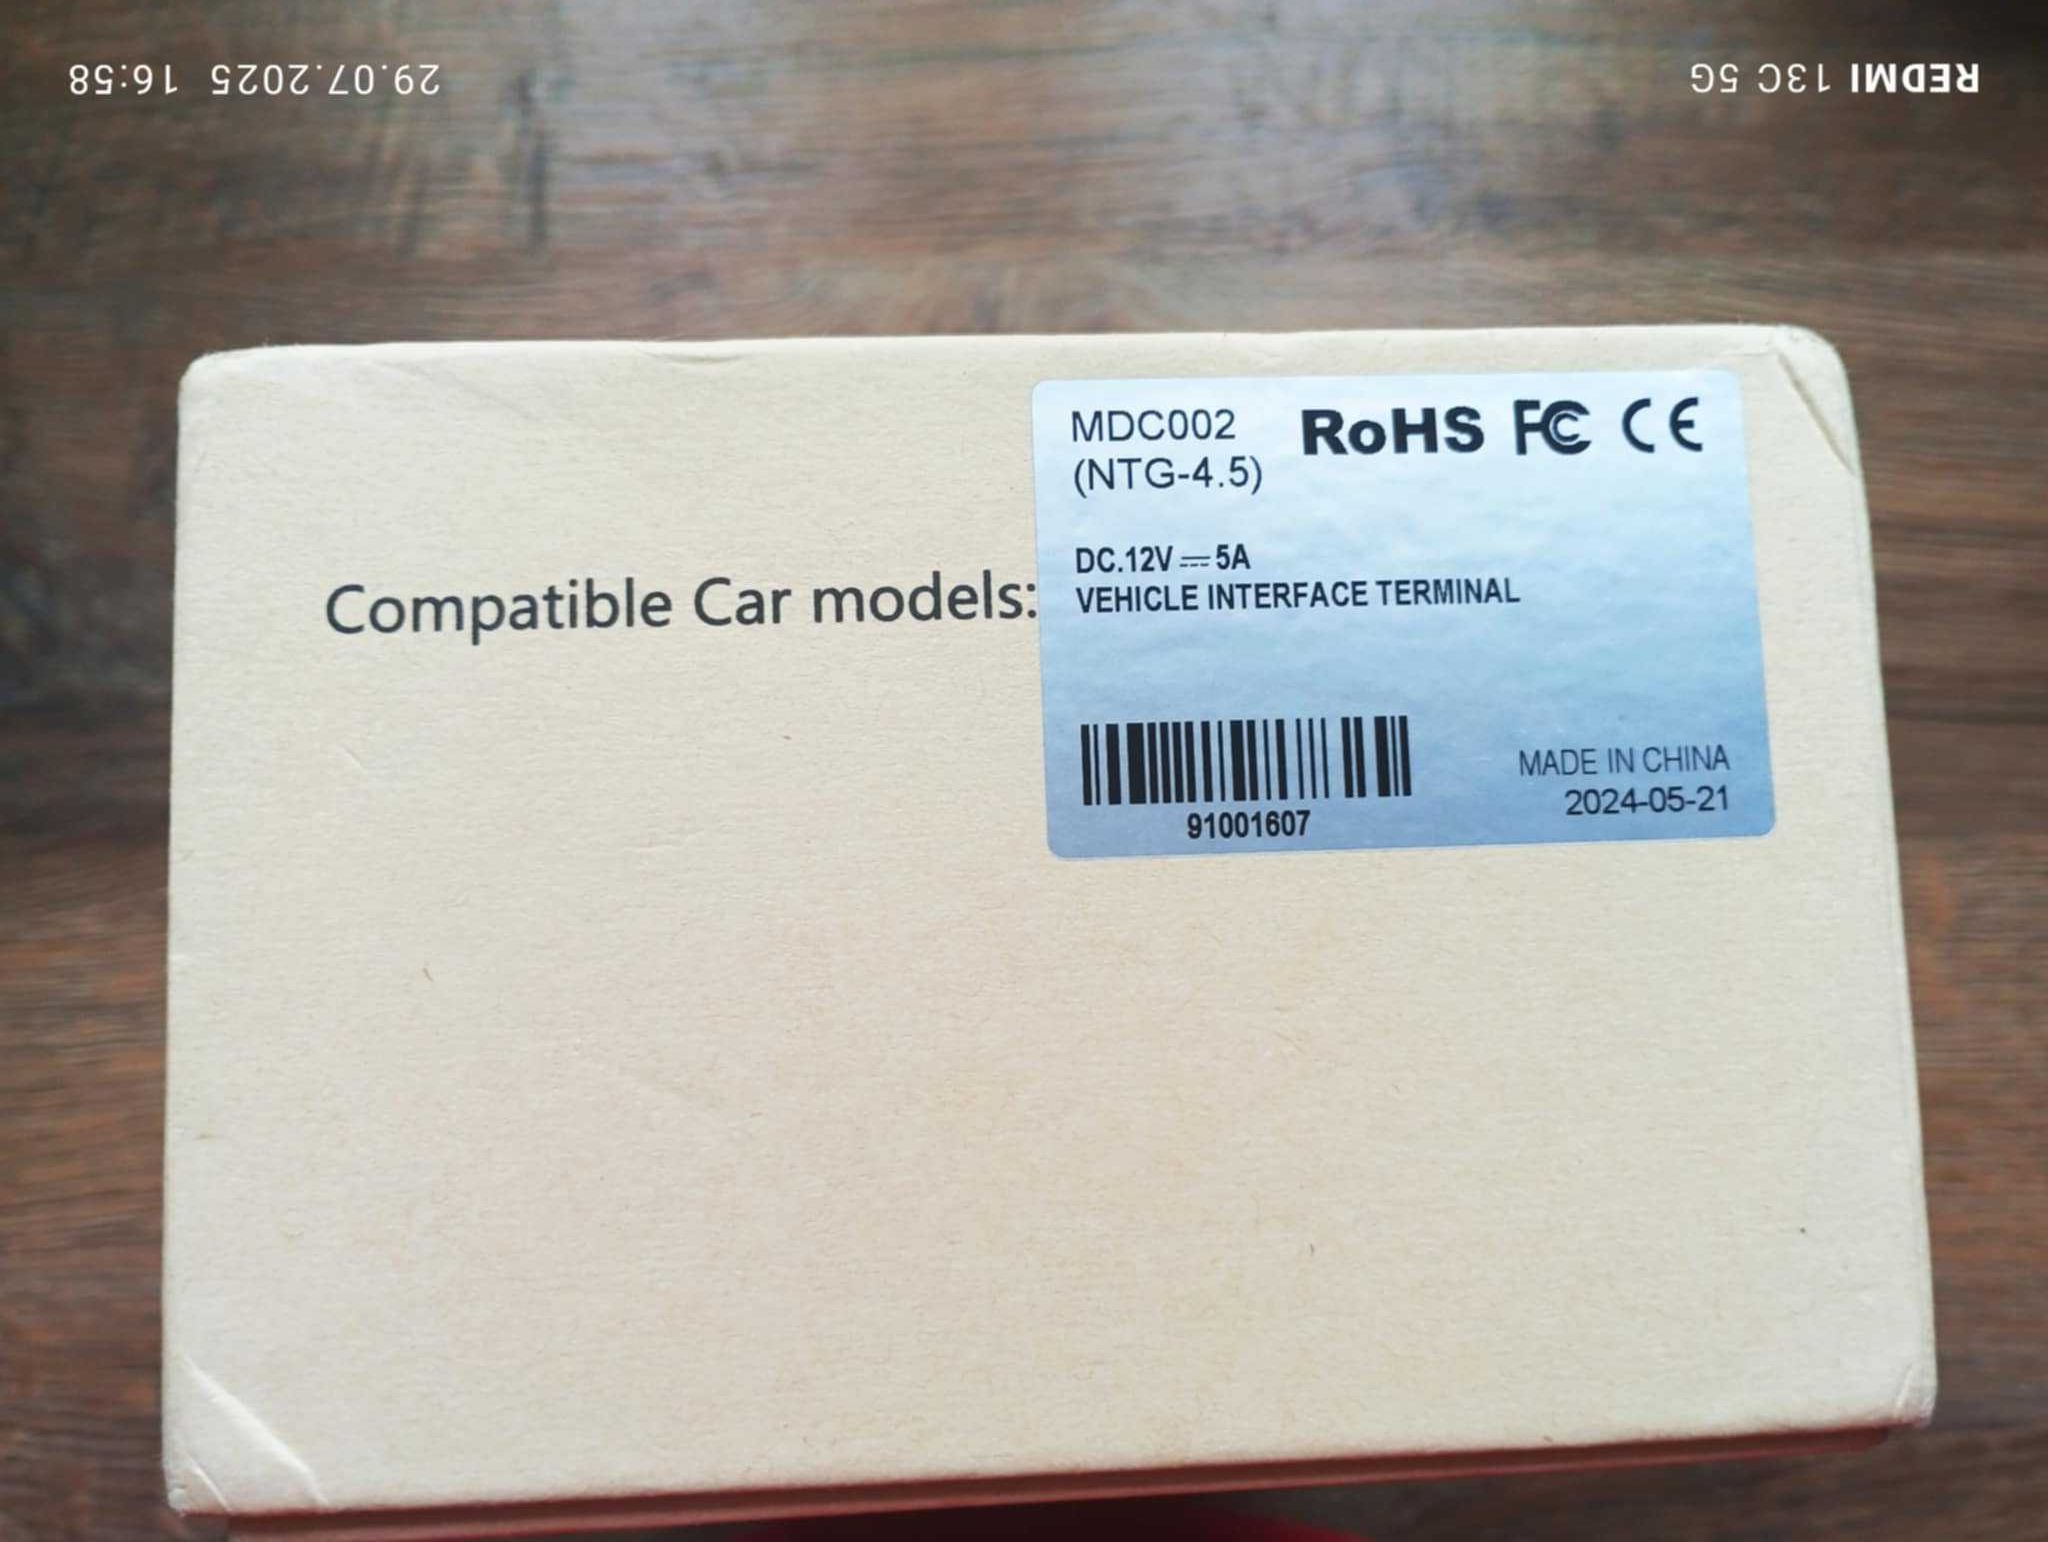 REDMI 13C 5G
29.07.2025 16:58
MDC002
(NTG-4.5)
RoHS FC CE
DC.12V ⎓ 5A
VEHICLE INTERFACE TERMINAL
Compatible Car models:
91001607
MADE IN CHINA
2024-05-21